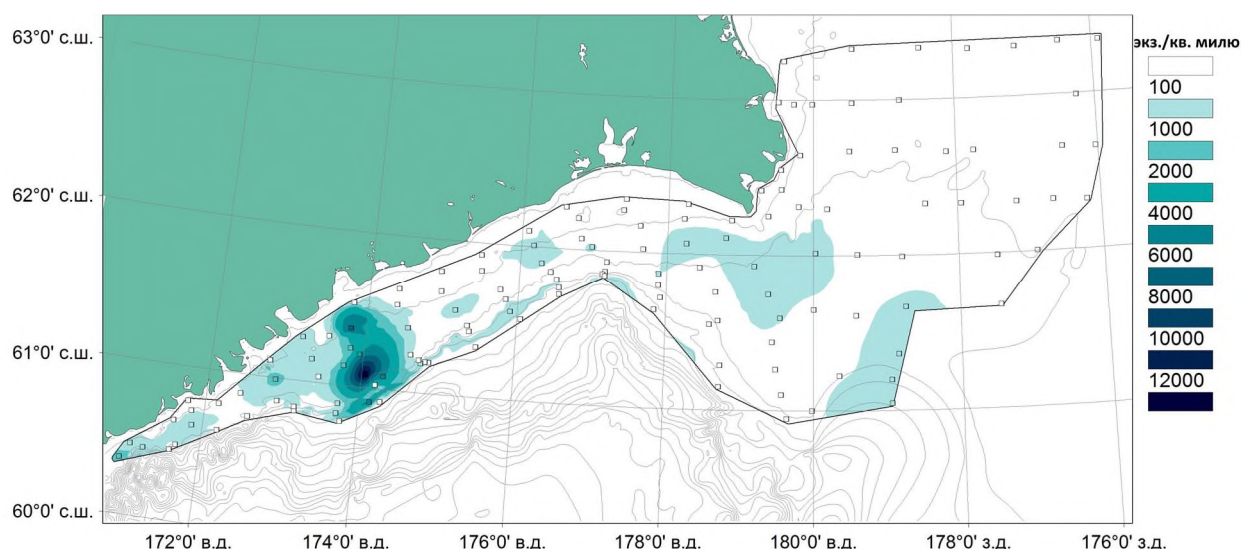 63°0' с.ш.
62°0' с.ш.
61°0' с.ш.
60°0' с.ш.
172°0' в.д.
174°0' в.д.
176°0' в.д.
178°0' в.д.
180°0' в.д.
178°0' з.д.
176°0' з.д.
экз./кв. милю
100
1000
2000
4000
6000
8000
10000
12000